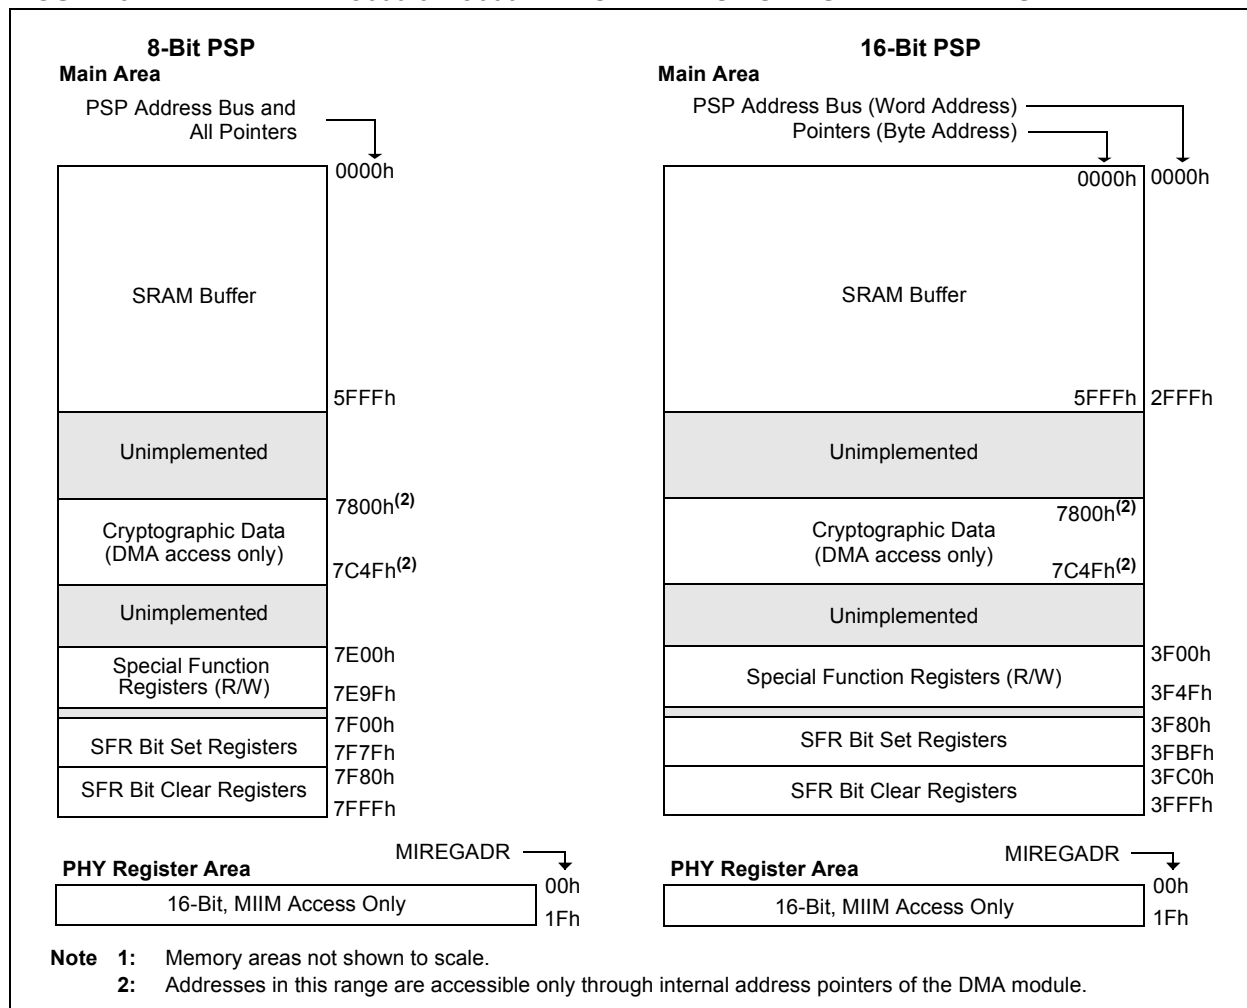 8-Bit PSP
Main Area
PSP Address Bus and
All Pointers
0000h
SRAM Buffer
5FFFh
Unimplemented
7800h(2)
Cryptographic Data
(DMA access only)
7C4Fh(2)
Unimplemented
7E00h
Special Function
Registers (R/W)
7E9Fh
7F00h
SFR Bit Set Registers
7F7Fh
7F80h
SFR Bit Clear Registers
7FFFh
MIREGADR
PHY Register Area
00h
16-Bit, MIIM Access Only
1Fh
16-Bit PSP
Main Area
PSP Address Bus (Word Address)
Pointers (Byte Address)
0000h 0000h
SRAM Buffer
5FFFh 2FFFh
Unimplemented
7800h(2)
Cryptographic Data
(DMA access only)
7C4Fh(2)
Unimplemented
3F00h
Special Function Registers (R/W)
3F4Fh
3F80h
SFR Bit Set Registers
3FBFh
3FC0h
SFR Bit Clear Registers
3FFFh
MIREGADR
PHY Register Area
00h
16-Bit, MIIM Access Only
1Fh
Note 1: Memory areas not shown to scale.
2: Addresses in this range are accessible only through internal address pointers of the DMA module.